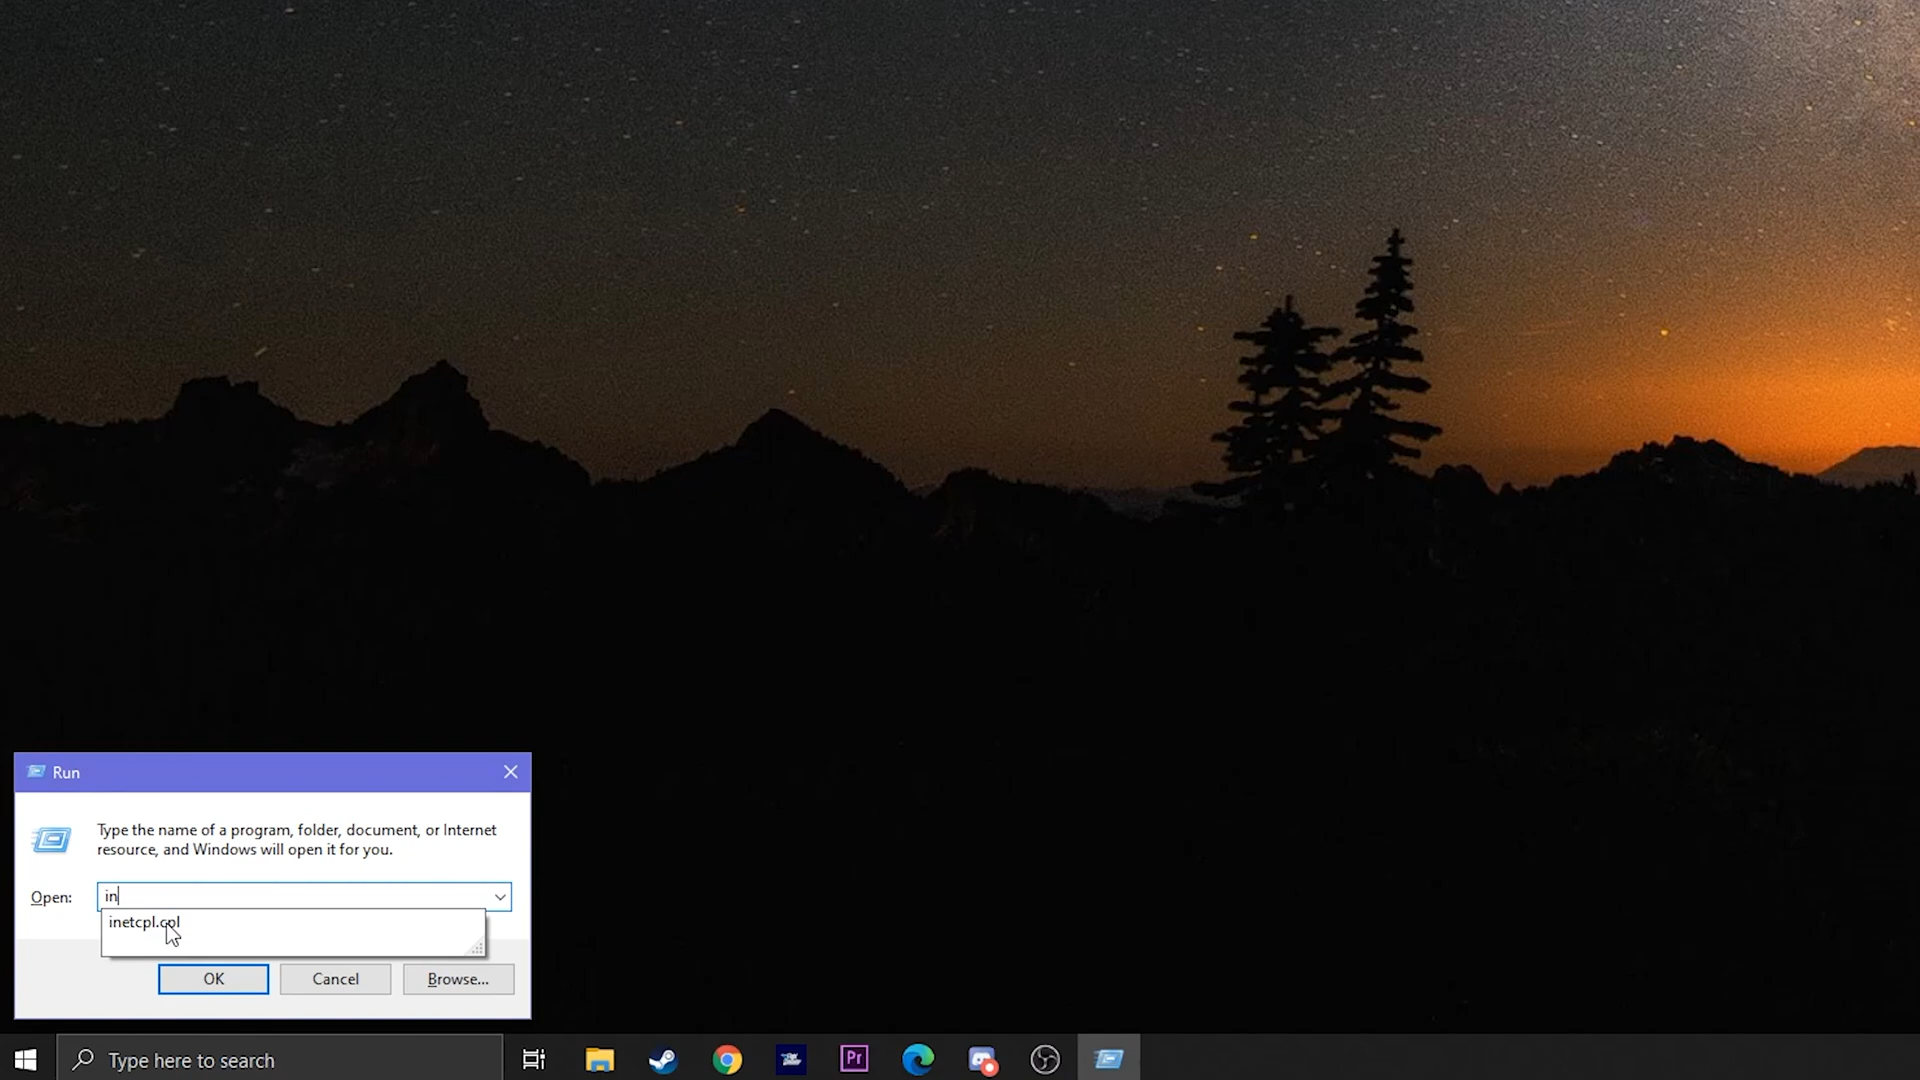 Run
Type the name of a program, folder, document, or Internet
resource, and Windows will open it for you.
Open:
in
inetcpl.cpl
OK
Cancel
Browse...
Type here to search
Pr